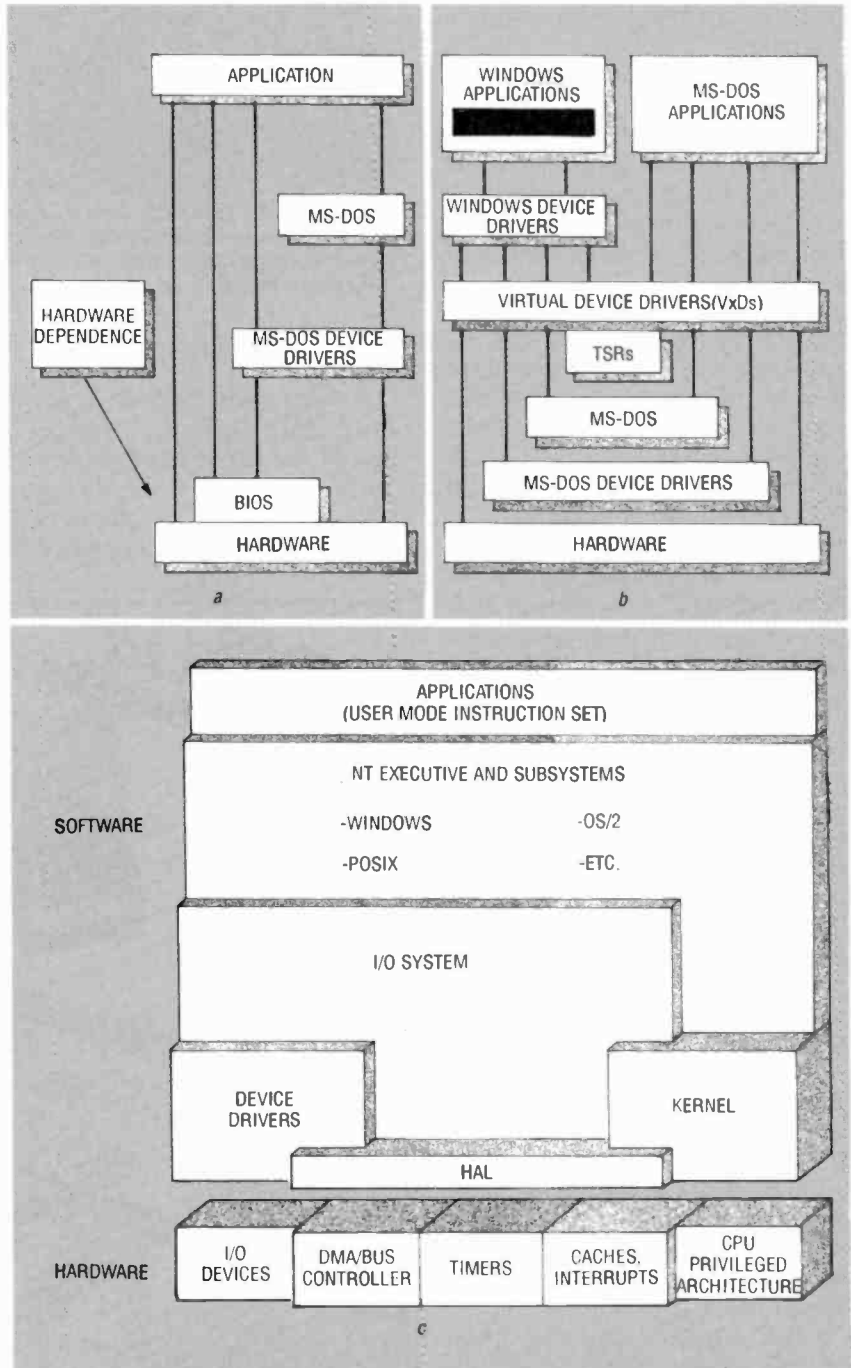 APPLICATION
MS-DOS
HARDWARE
DEPENDENCE
MS-DOS DEVICE
DRIVERS
BIOS
HARDWARE
a
WINDOWS
APPLICATIONS
MS-DOS
APPLICATIONS
WINDOWS DEVICE
DRIVERS
VIRTUAL DEVICE DRIVERS(VxDs)
TSRs
MS-DOS
MS-DOS DEVICE DRIVERS
HARDWARE
b
APPLICATIONS
(USER MODE INSTRUCTION SET)
NT EXECUTIVE AND SUBSYSTEMS
SOFTWARE
-WINDOWS -OS/2
-POSIX -ETC.
I/O SYSTEM
DEVICE
DRIVERS
KERNEL
HAL
HARDWARE
I/O
DEVICES
DMA/BUS
CONTROLLER
TIMERS
CACHES,
INTERRUPTS
CPU
PRIVILEGED
ARCHITECTURE
c